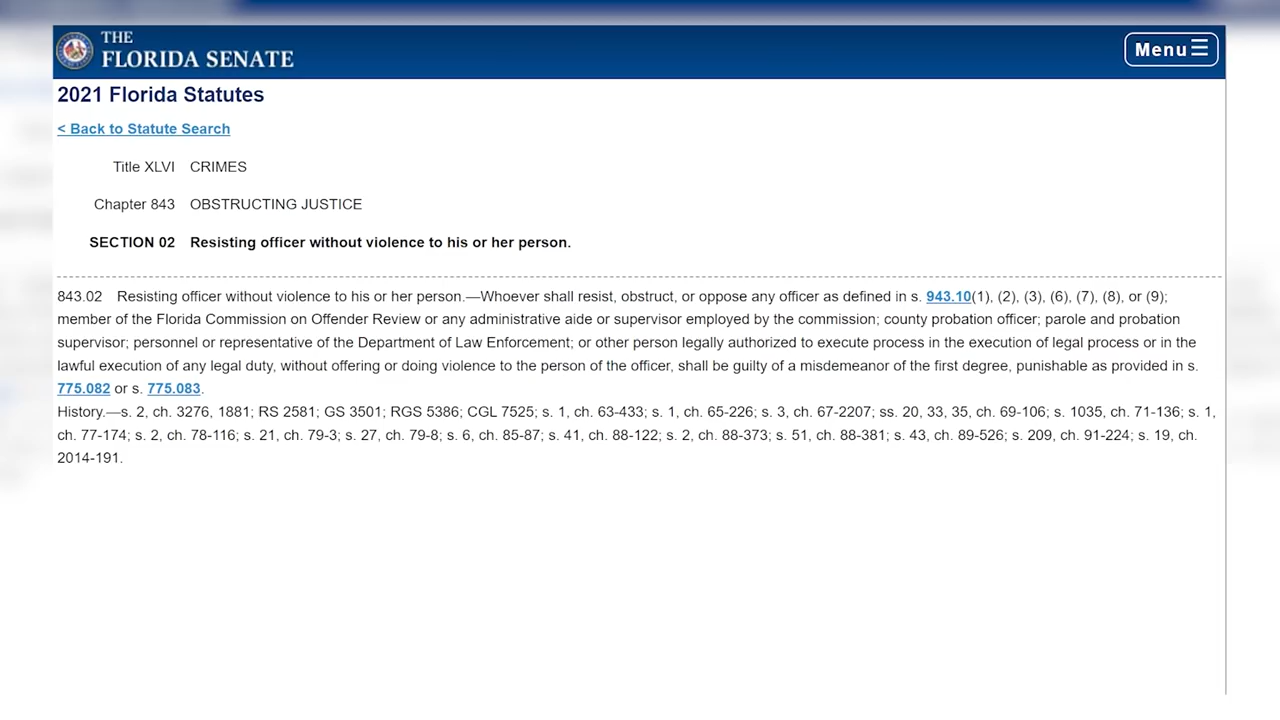 THE
FLORIDA SENATE
Menu
2021 Florida Statutes
< Back to Statute Search
Title XLVI CRIMES
Chapter 843 OBSTRUCTING JUSTICE
SECTION 02 Resisting officer without violence to his or her person.
843.02 Resisting officer without violence to his or her person.—Whoever shall resist, obstruct, or oppose any officer as defined in s. 943.10(1), (2), (3), (6), (7), (8), or (9);
member of the Florida Commission on Offender Review or any administrative aide or supervisor employed by the commission; county probation officer; parole and probation
supervisor; personnel or representative of the Department of Law Enforcement; or other person legally authorized to execute process in the execution of legal process or in the
lawful execution of any legal duty, without offering or doing violence to the person of the officer, shall be guilty of a misdemeanor of the first degree, punishable as provided in s.
775.082 or s. 775.083.
History.—s. 2, ch. 3276, 1881; RS 2581; GS 3501; RGS 5386; CGL 7525; s. 1, ch. 63-433; s. 1, ch. 65-226; s. 3, ch. 67-2207; ss. 20, 33, 35, ch. 69-106; s. 1035, ch. 71-136; s. 1,
ch. 77-174; s. 2, ch. 78-116; s. 21, ch. 79-3; s. 27, ch. 79-8; s. 6, ch. 85-87; s. 41, ch. 88-122; s. 2, ch. 88-373; s. 51, ch. 88-381; s. 43, ch. 89-526; s. 209, ch. 91-224; s. 19, ch.
2014-191.